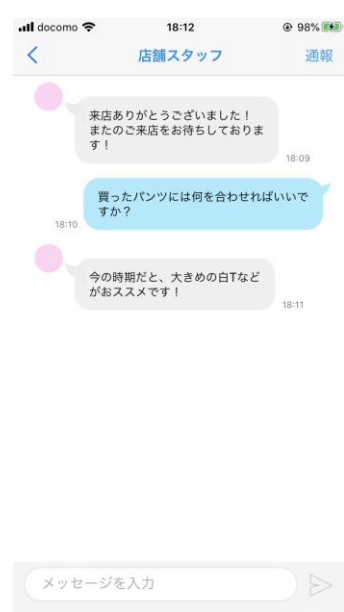 docomo 18:12 98%
店舗スタッフ 通報
来店ありがとうございました！
またのご来店をお待ちしておりま
す！
18:09
買ったパンツには何を合わせればいいで
すか？
18:10
今の時期だと、大きめの白Tなど
がおススメです！
18:11
メッセージを入力